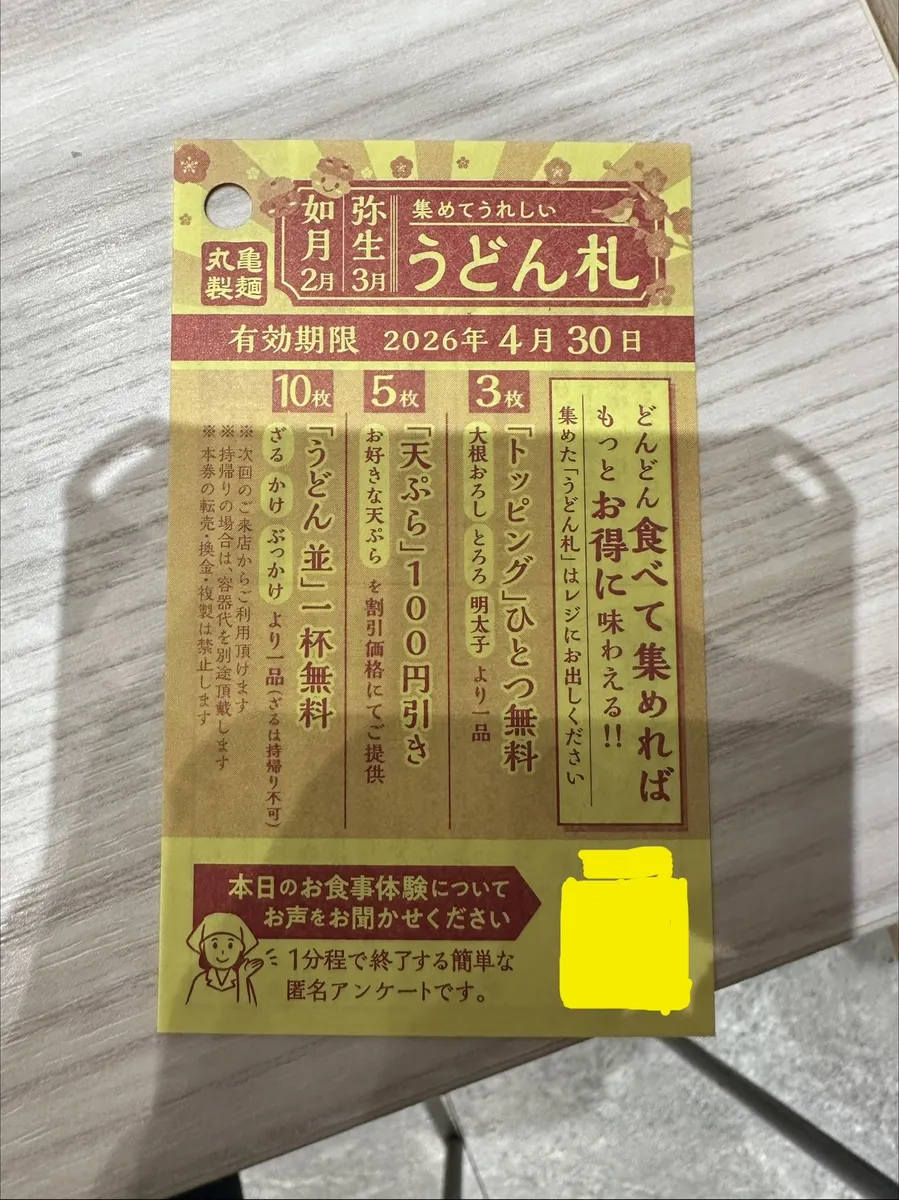 丸亀
製麺
如月
2月
弥生
3月
集めてうれしい
うどん札
有効期限 2026年4月30日
どんどん食べて集めれば
もっとお得に味わえる!!
集めた「うどん札」はレジにお出しください
3枚
「トッピング」ひとつ無料
大根おろし とろろ 明太子 より一品
5枚
「天ぷら」100円引き
お好きな天ぷら を割引価格にてご提供
10枚
「うどん 並」一杯無料
ざる かけ ぶっかけ より一品(ざるは持帰り不可)
※次回のご来店からご利用頂けます
※持帰りの場合は、容器代を別途頂戴します
※本券の転売・換金・複製は禁止します
本日のお食事体験について
お声をお聞かせください
1分程で終了する簡単な
匿名アンケートです。